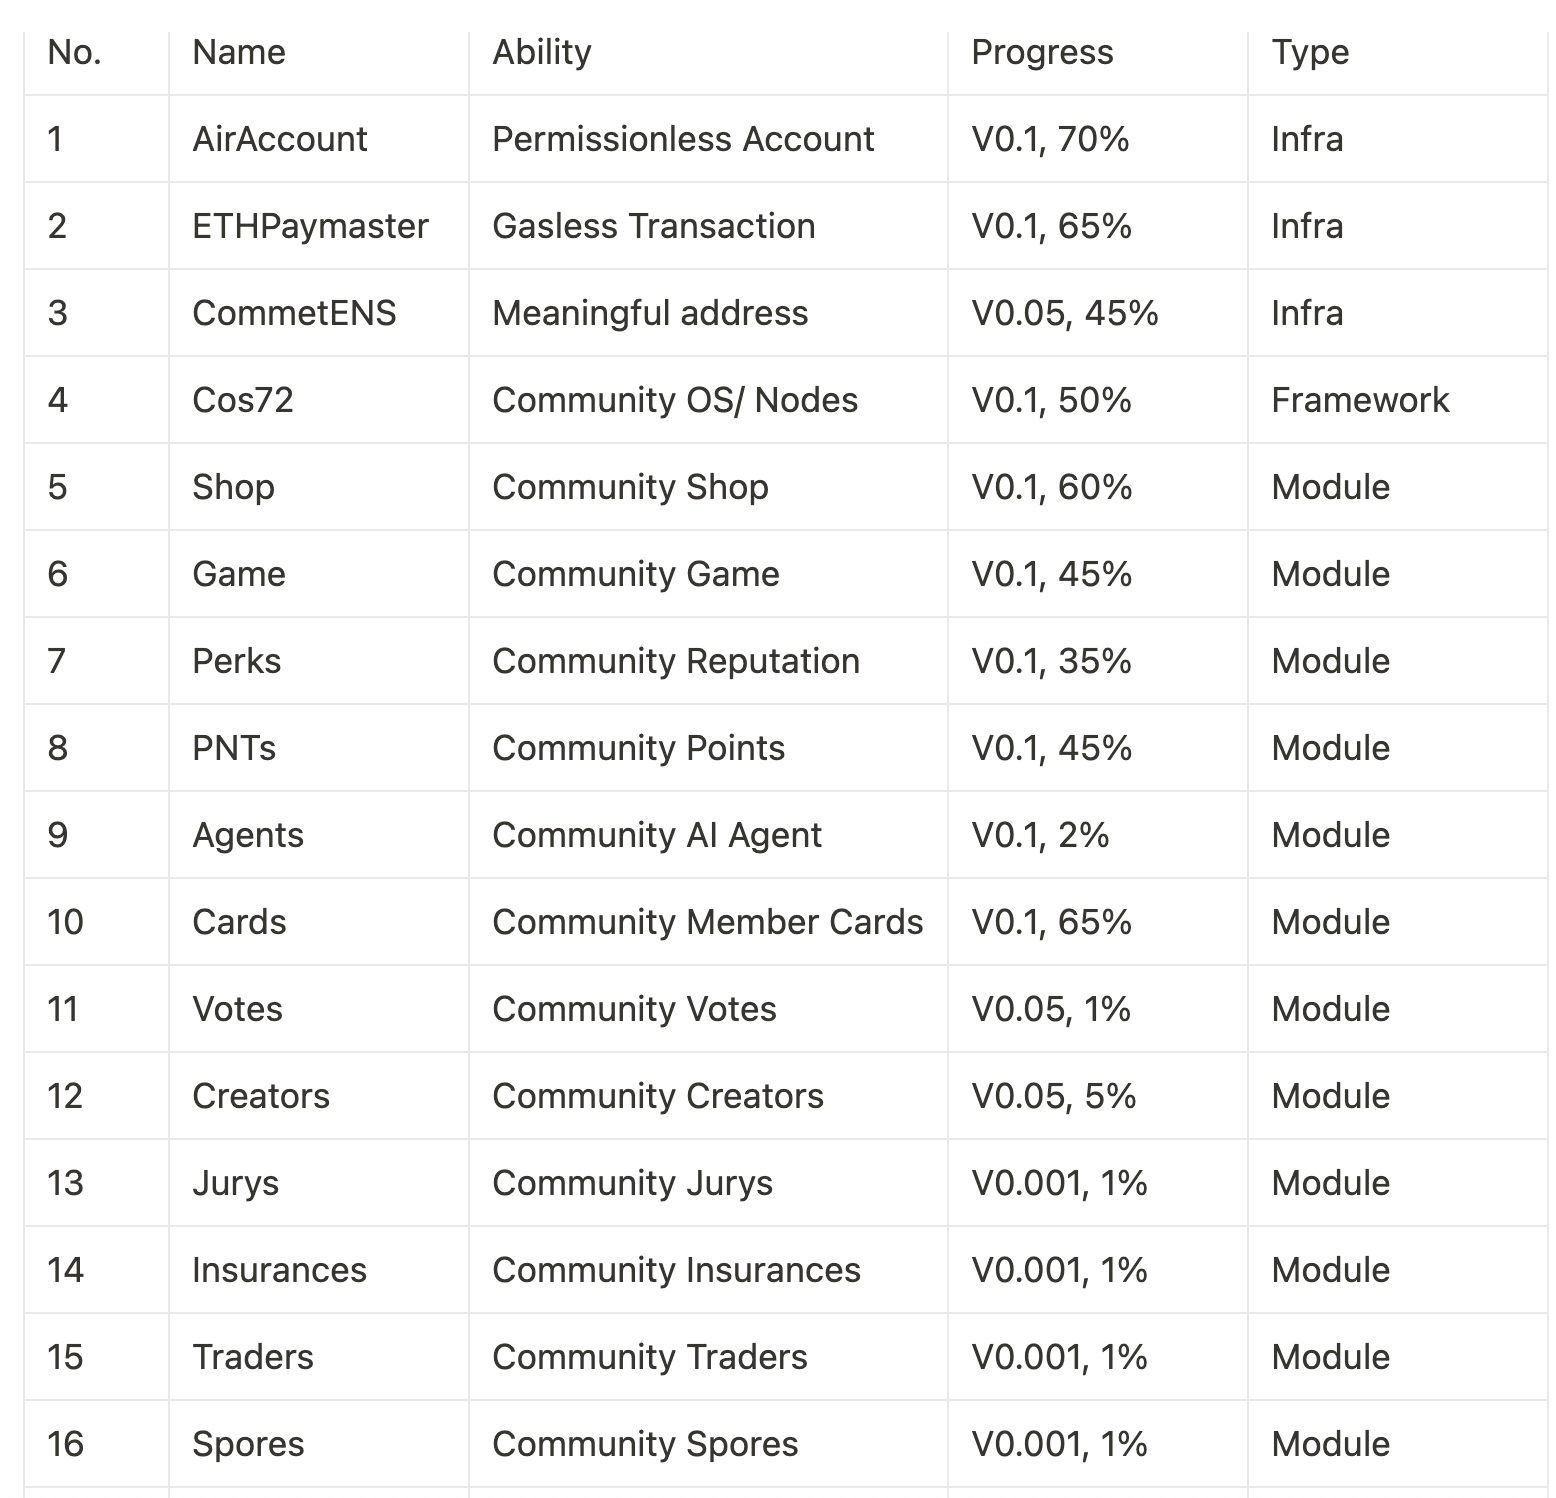 No. Name Ability Progress Type
1 AirAccount Permissionless Account V0.1, 70% Infra
2 ETHPaymaster Gasless Transaction V0.1, 65% Infra
3 CommetENS Meaningful address V0.05, 45% Infra
4 Cos72 Community OS/ Nodes V0.1, 50% Framework
5 Shop Community Shop V0.1, 60% Module
6 Game Community Game V0.1, 45% Module
7 Perks Community Reputation V0.1, 35% Module
8 PNTs Community Points V0.1, 45% Module
9 Agents Community AI Agent V0.1, 2% Module
10 Cards Community Member Cards V0.1, 65% Module
11 Votes Community Votes V0.05, 1% Module
12 Creators Community Creators V0.05, 5% Module
13 Jurys Community Jurys V0.001, 1% Module
14 Insurances Community Insurances V0.001, 1% Module
15 Traders Community Traders V0.001, 1% Module
16 Spores Community Spores V0.001, 1% Module